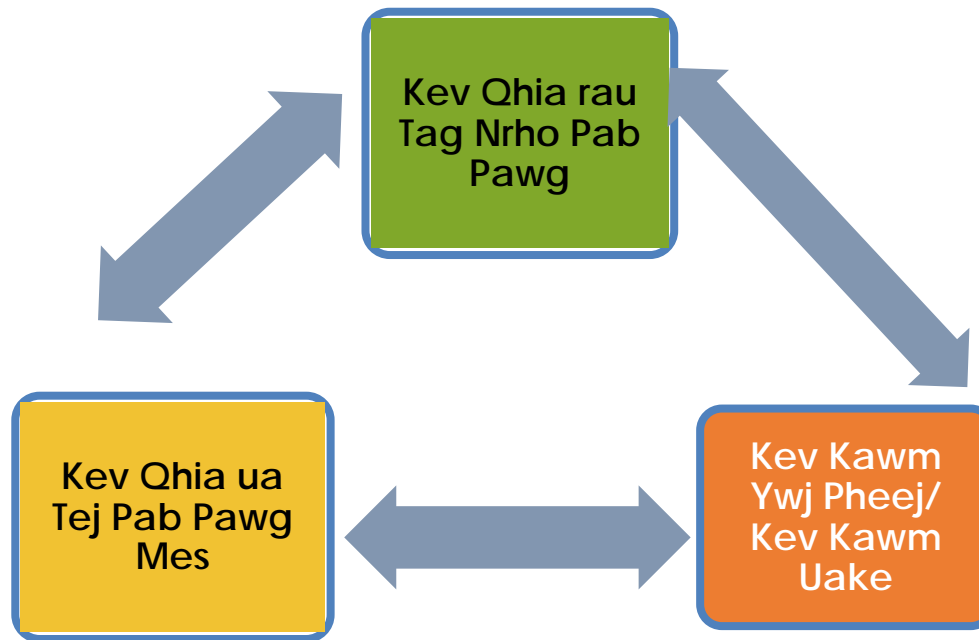 Kev Qhia rau
Tag Nrho Pab
Pawg
Kev Qhia ua
Tej Pab Pawg
Mes
Kev Kawm
Ywj Pheej/
Kev Kawm
Uake